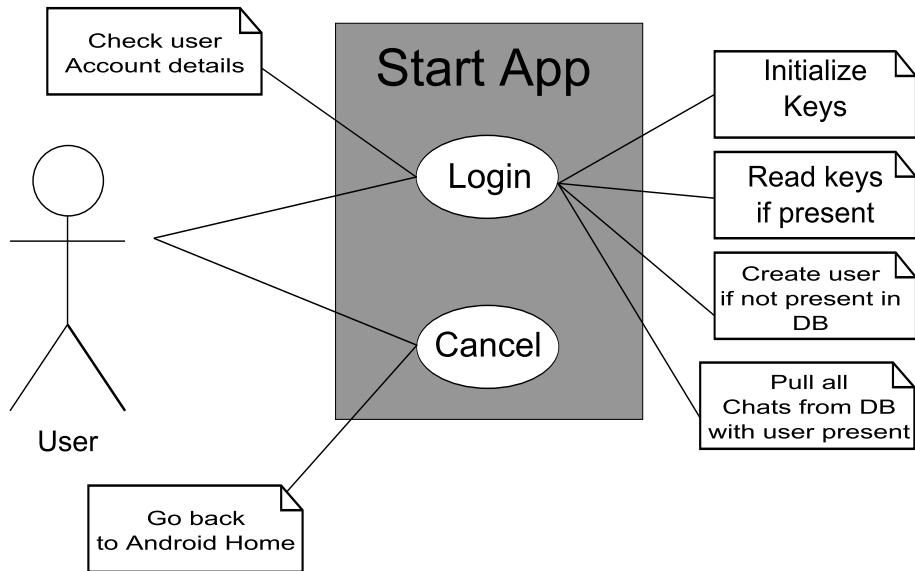 Check user
Account details
Start App
Login
Cancel
User
Go back
to Android Home
Initialize
Keys
Read keys
if present
Create user
if not present in
DB
Pull all
Chats from DB
with user present